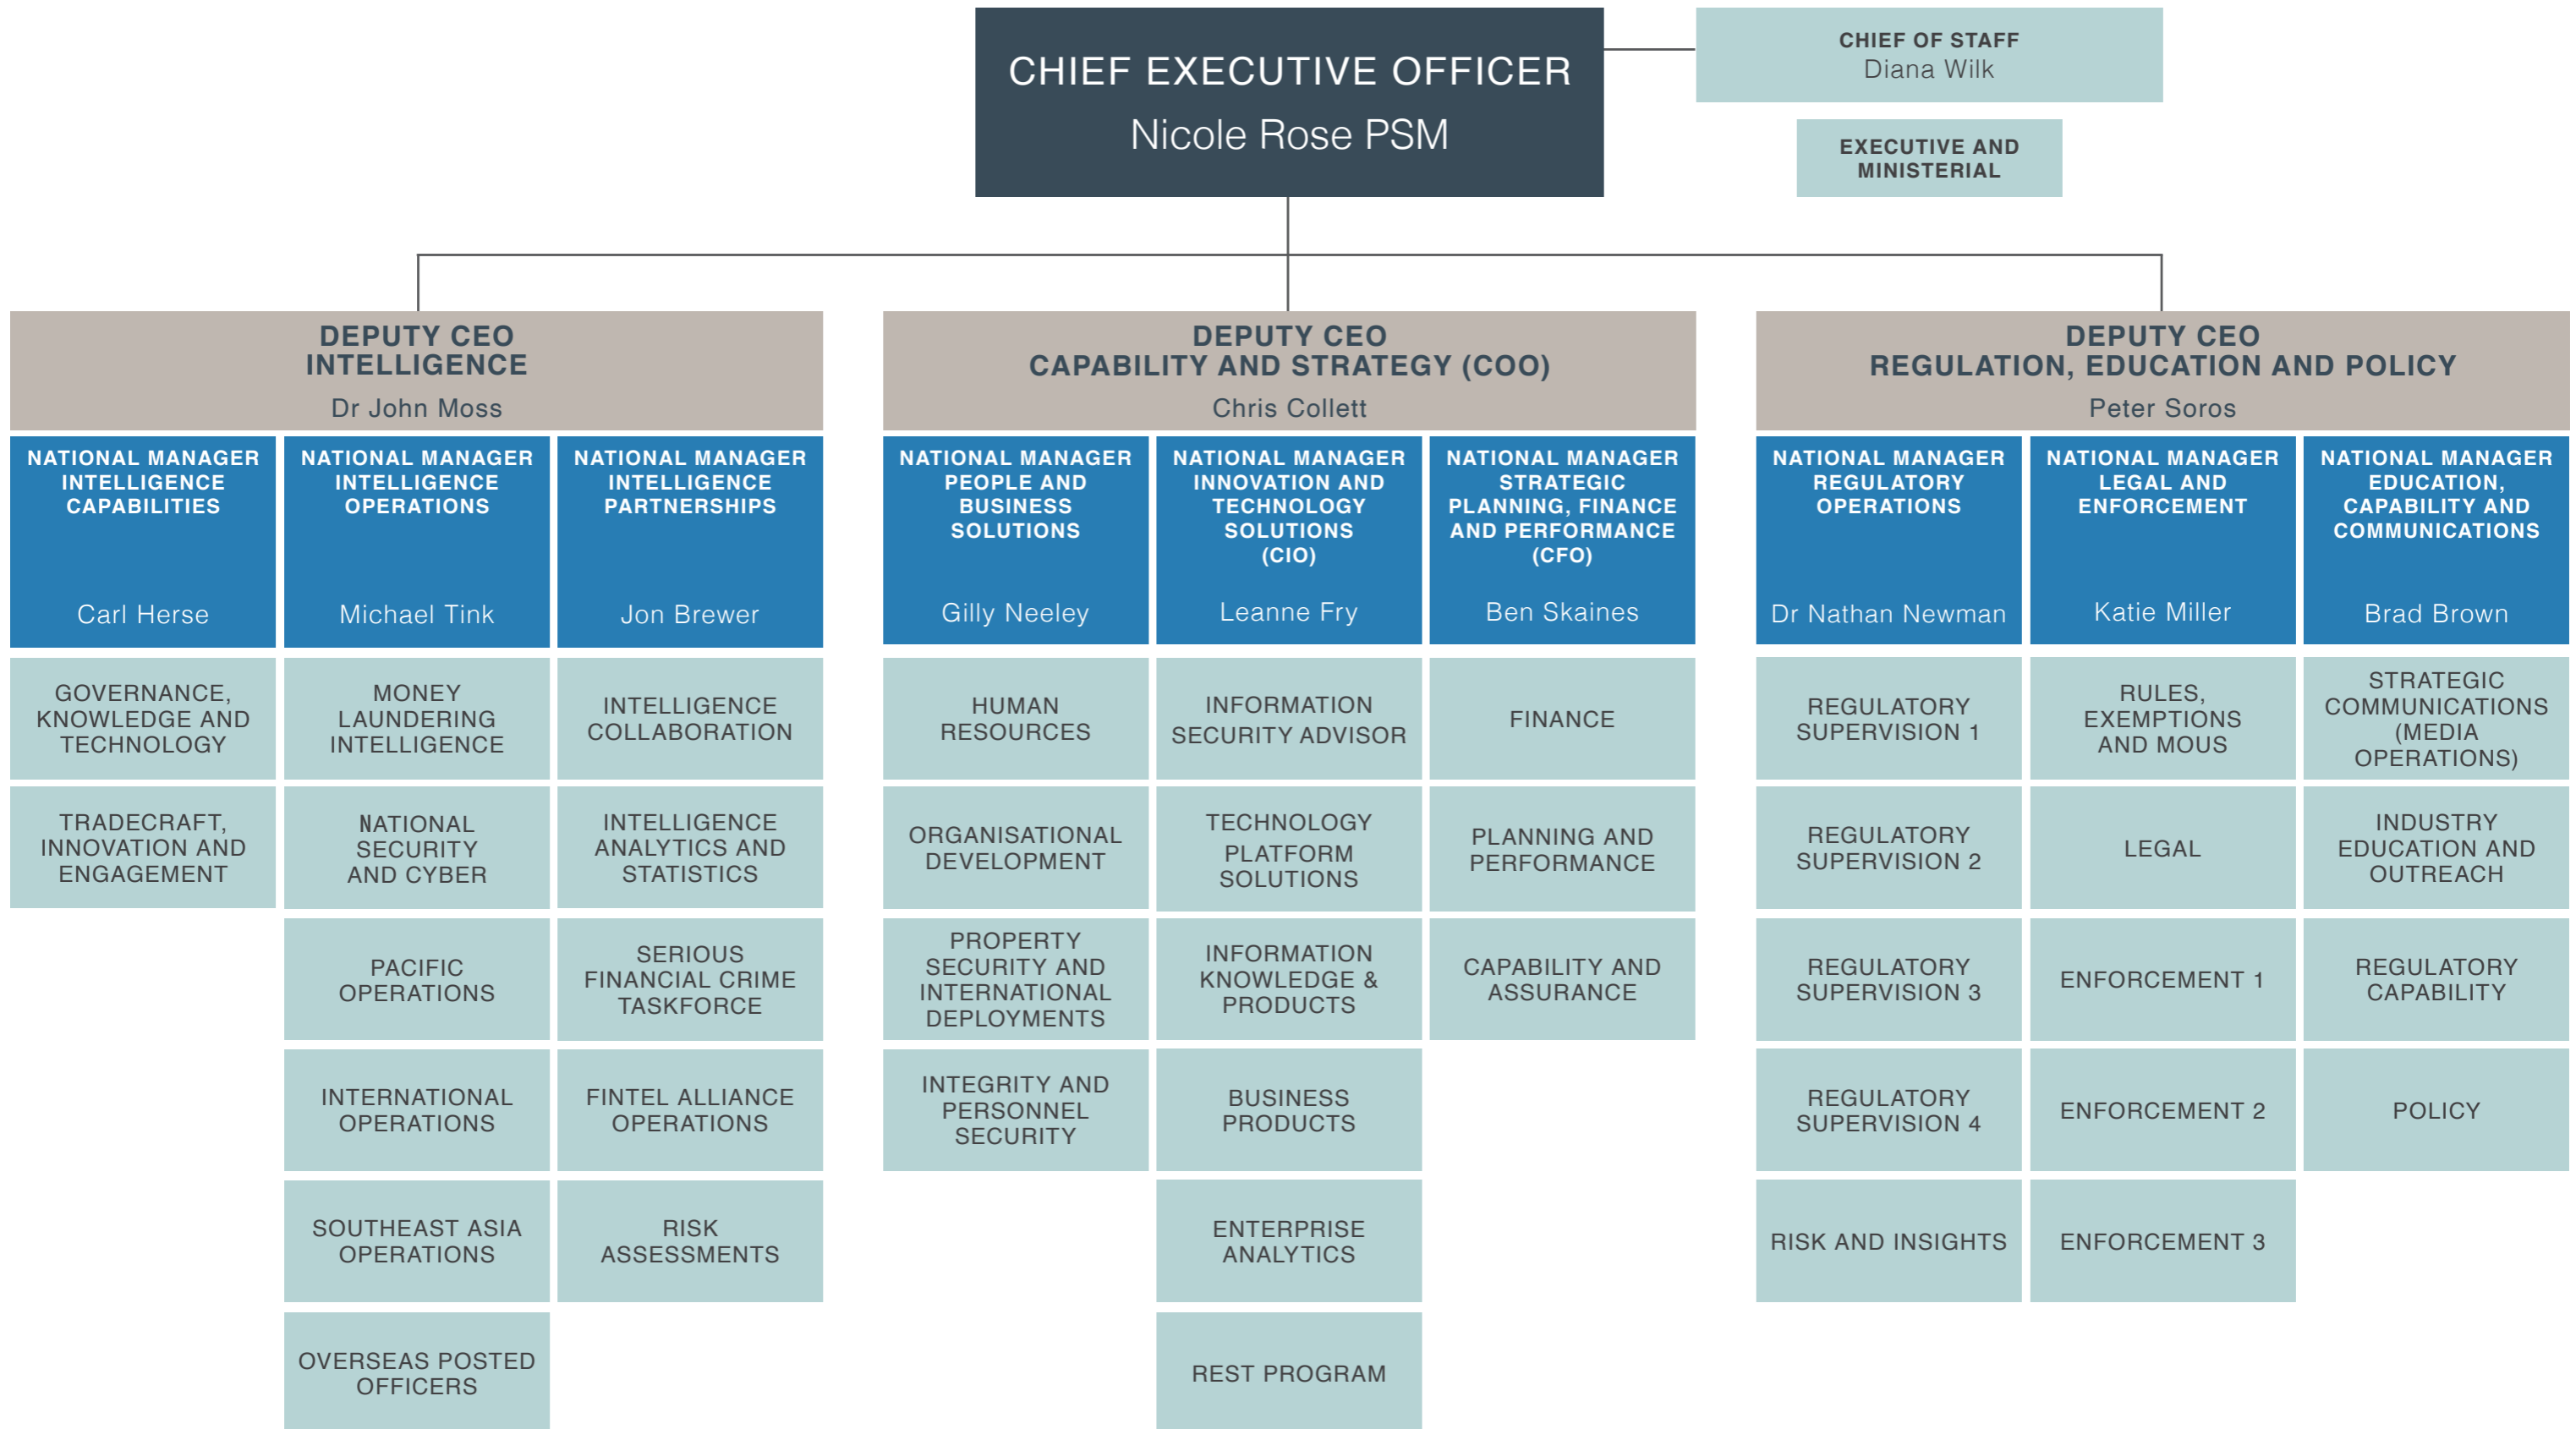 CHIEF EXECUTIVE OFFICER
Nicole Rose PSM
CHIEF OF STAFF
Diana Wilk
EXECUTIVE AND
MINISTERIAL
DEPUTY CEO
INTELLIGENCE
Dr John Moss
NATIONAL MANAGER
INTELLIGENCE
CAPABILITIES
Carl Herse
GOVERNANCE,
KNOWLEDGE AND
TECHNOLOGY
TRADECRAFT,
INNOVATION AND
ENGAGEMENT
NATIONAL MANAGER
INTELLIGENCE
OPERATIONS
Michael Tink
MONEY
LAUNDERING
INTELLIGENCE
NATIONAL
SECURITY
AND CYBER
PACIFIC
OPERATIONS
INTERNATIONAL
OPERATIONS
SOUTHEAST ASIA
OPERATIONS
OVERSEAS POSTED
OFFICERS
NATIONAL MANAGER
INTELLIGENCE
PARTNERSHIPS
Jon Brewer
INTELLIGENCE
COLLABORATION
INTELLIGENCE
ANALYTICS AND
STATISTICS
SERIOUS
FINANCIAL CRIME
TASKFORCE
FINTEL ALLIANCE
OPERATIONS
RISK
ASSESSMENTS
DEPUTY CEO
CAPABILITY AND STRATEGY (COO)
Chris Collett
NATIONAL MANAGER
PEOPLE AND
BUSINESS
SOLUTIONS
Gilly Neeley
HUMAN
RESOURCES
ORGANISATIONAL
DEVELOPMENT
PROPERTY
SECURITY AND
INTERNATIONAL
DEPLOYMENTS
INTEGRITY AND
PERSONNEL
SECURITY
NATIONAL MANAGER
INNOVATION AND
TECHNOLOGY
SOLUTIONS
(CIO)
Leanne Fry
INFORMATION
SECURITY ADVISOR
TECHNOLOGY
PLATFORM
SOLUTIONS
INFORMATION
KNOWLEDGE &
PRODUCTS
BUSINESS
PRODUCTS
ENTERPRISE
ANALYTICS
REST PROGRAM
NATIONAL MANAGER
STRATEGIC
PLANNING, FINANCE
AND PERFORMANCE
(CFO)
Ben Skaines
FINANCE
PLANNING AND
PERFORMANCE
CAPABILITY AND
ASSURANCE
DEPUTY CEO
REGULATION, EDUCATION AND POLICY
Peter Soros
NATIONAL MANAGER
REGULATORY
OPERATIONS
Dr Nathan Newman
REGULATORY
SUPERVISION 1
REGULATORY
SUPERVISION 2
REGULATORY
SUPERVISION 3
REGULATORY
SUPERVISION 4
RISK AND INSIGHTS
NATIONAL MANAGER
LEGAL AND
ENFORCEMENT
Katie Miller
RULES,
EXEMPTIONS
AND MOUS
LEGAL
ENFORCEMENT 1
ENFORCEMENT 2
ENFORCEMENT 3
NATIONAL MANAGER
EDUCATION,
CAPABILITY AND
COMMUNICATIONS
Brad Brown
STRATEGIC
COMMUNICATIONS
(MEDIA
OPERATIONS)
INDUSTRY
EDUCATION AND
OUTREACH
REGULATORY
CAPABILITY
POLICY